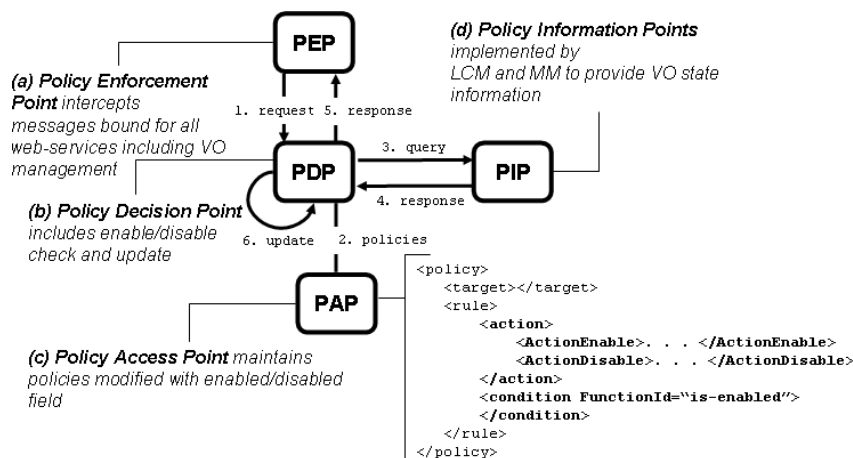 PEP
(d) Policy Information Points
implemented by
LCM and MM to provide VO state
information
(a) Policy Enforcement
Point intercepts
messages bound for all
web-services including VO
management
1. request
5. response
PDP
3. query
PIP
4. response
(b) Policy Decision Point
includes enable/disable
check and update
6. update
2. policies
PAP
(c) Policy Access Point maintains
policies modified with enabled/disabled
field
<policy>
<target></target>
<rule>
<action>
<ActionEnable>. . . </ActionEnable>
<ActionDisable>. . . </ActionDisable>
</action>
<condition FunctionId=“is-enabled”>
</condition>
</rule>
</policy>